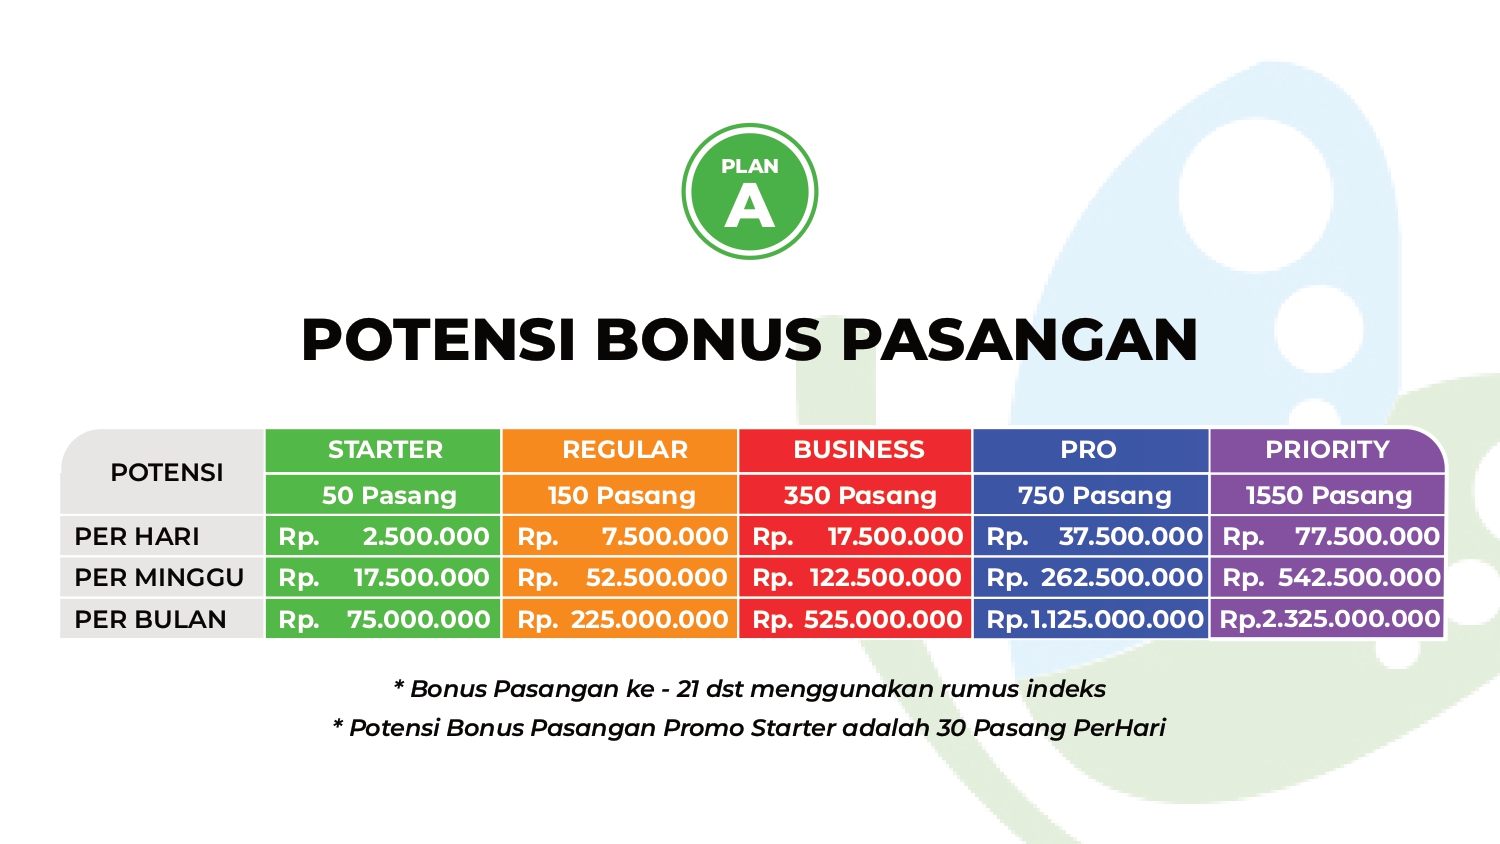 PLAN
A
POTENSI BONUS PASANGAN
POTENSI STARTER REGULAR BUSINESS PRO PRIORITY
50 Pasang 150 Pasang 350 Pasang 750 Pasang 1550 Pasang
PER HARI Rp. 2.500.000 Rp. 7.500.000 Rp. 17.500.000 Rp. 37.500.000 Rp. 77.500.000
PER MINGGU Rp. 17.500.000 Rp. 52.500.000 Rp. 122.500.000 Rp. 262.500.000 Rp. 542.500.000
PER BULAN Rp. 75.000.000 Rp. 225.000.000 Rp. 525.000.000 Rp.1.125.000.000 Rp.2.325.000.000
* Bonus Pasangan ke - 21 dst menggunakan rumus indeks
* Potensi Bonus Pasangan Promo Starter adalah 30 Pasang PerHari